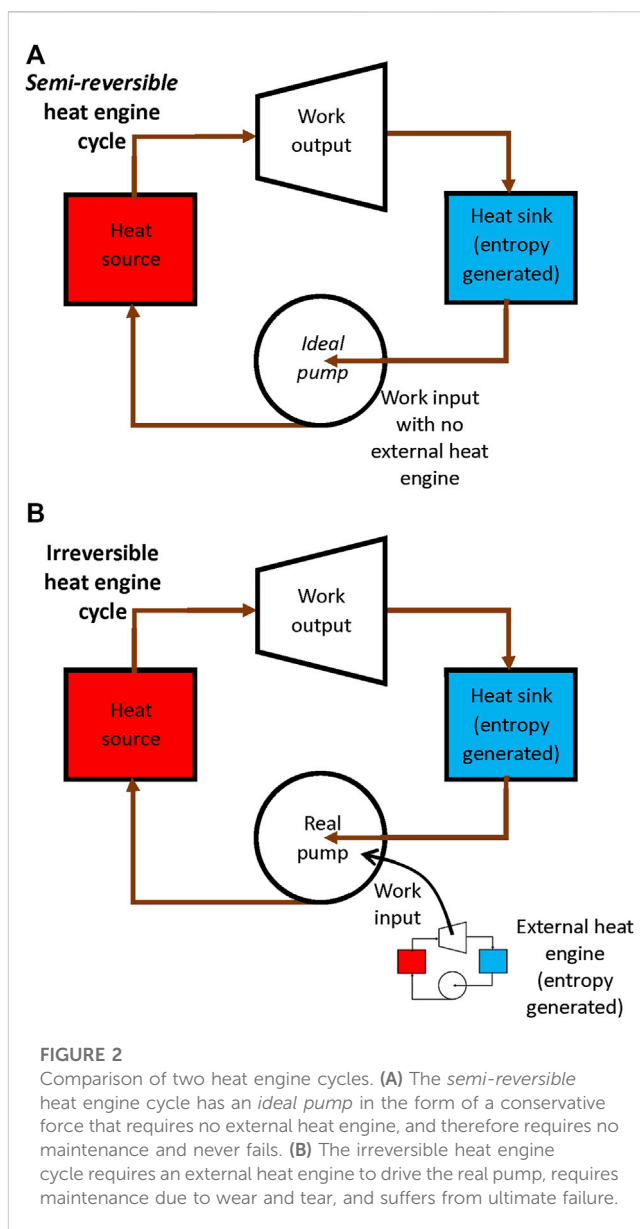 A
Semi-reversible
heat engine
cycle
Work
output
Heat
source
Heat sink
(entropy
generated)
Ideal
pump
Work input
with no
external heat
engine
B
Irreversible
heat engine
cycle
Work
output
Heat
source
Heat sink
(entropy
generated)
Real
pump
Work
input
External heat
engine
(entropy
generated)
FIGURE 2
Comparison of two heat engine cycles. (A) The semi-reversible
heat engine cycle has an ideal pump in the form of a conservative
force that requires no external heat engine, and therefore requires no
maintenance and never fails. (B) The irreversible heat engine
cycle requires an external heat engine to drive the real pump, requires
maintenance due to wear and tear, and suffers from ultimate failure.